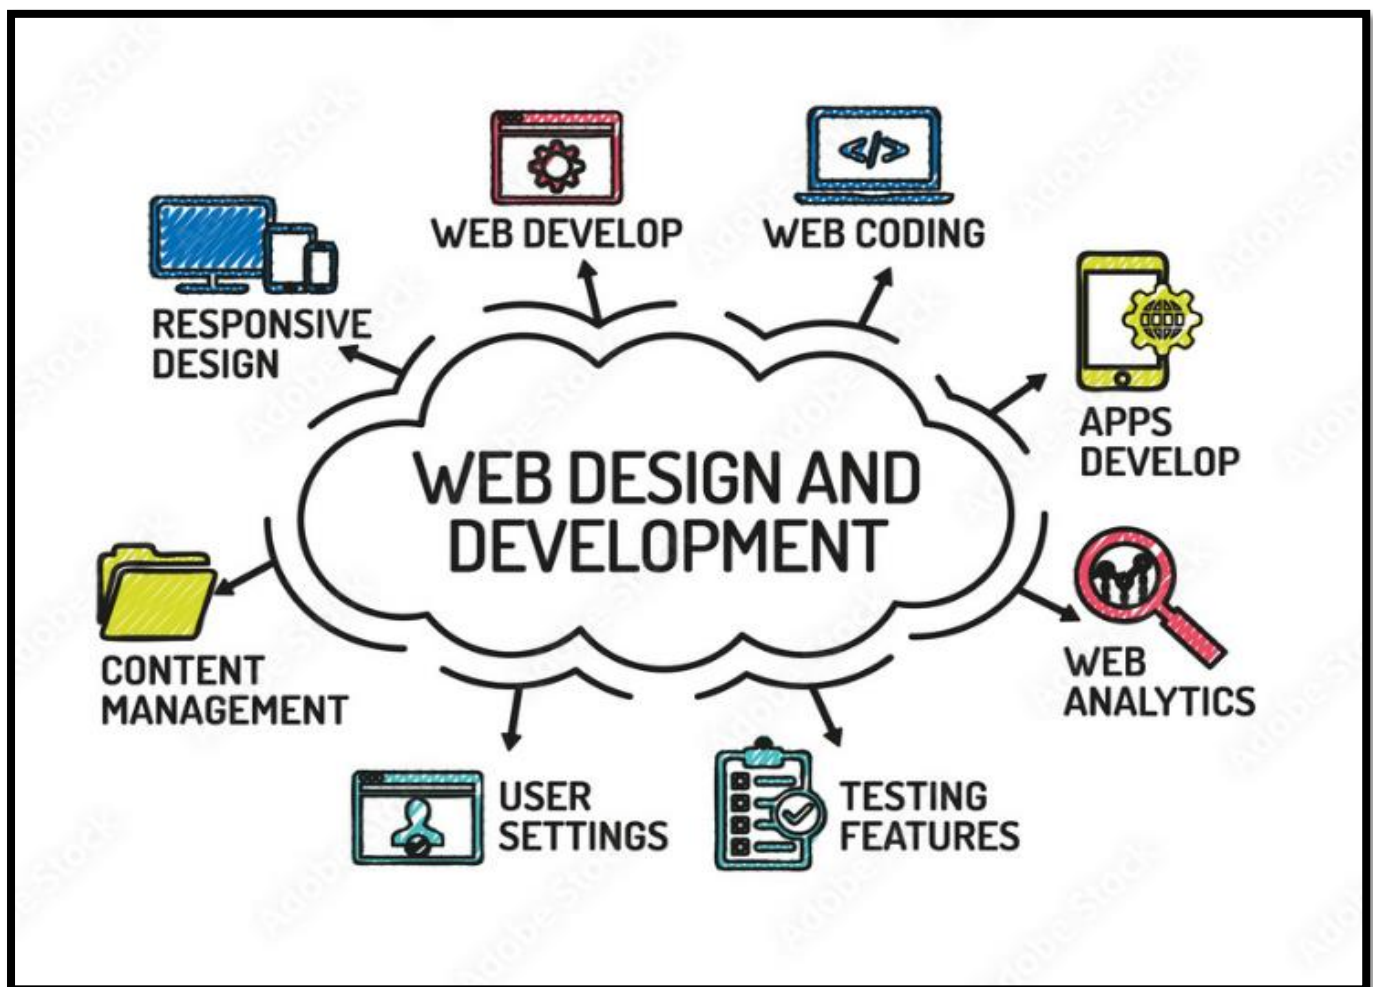 WEB DEVELOP
WEB CODING
RESPONSIVE
DESIGN
APPS
DEVELOP
WEB DESIGN AND
DEVELOPMENT
CONTENT
MANAGEMENT
WEB
ANALYTICS
USER
SETTINGS
TESTING
FEATURES